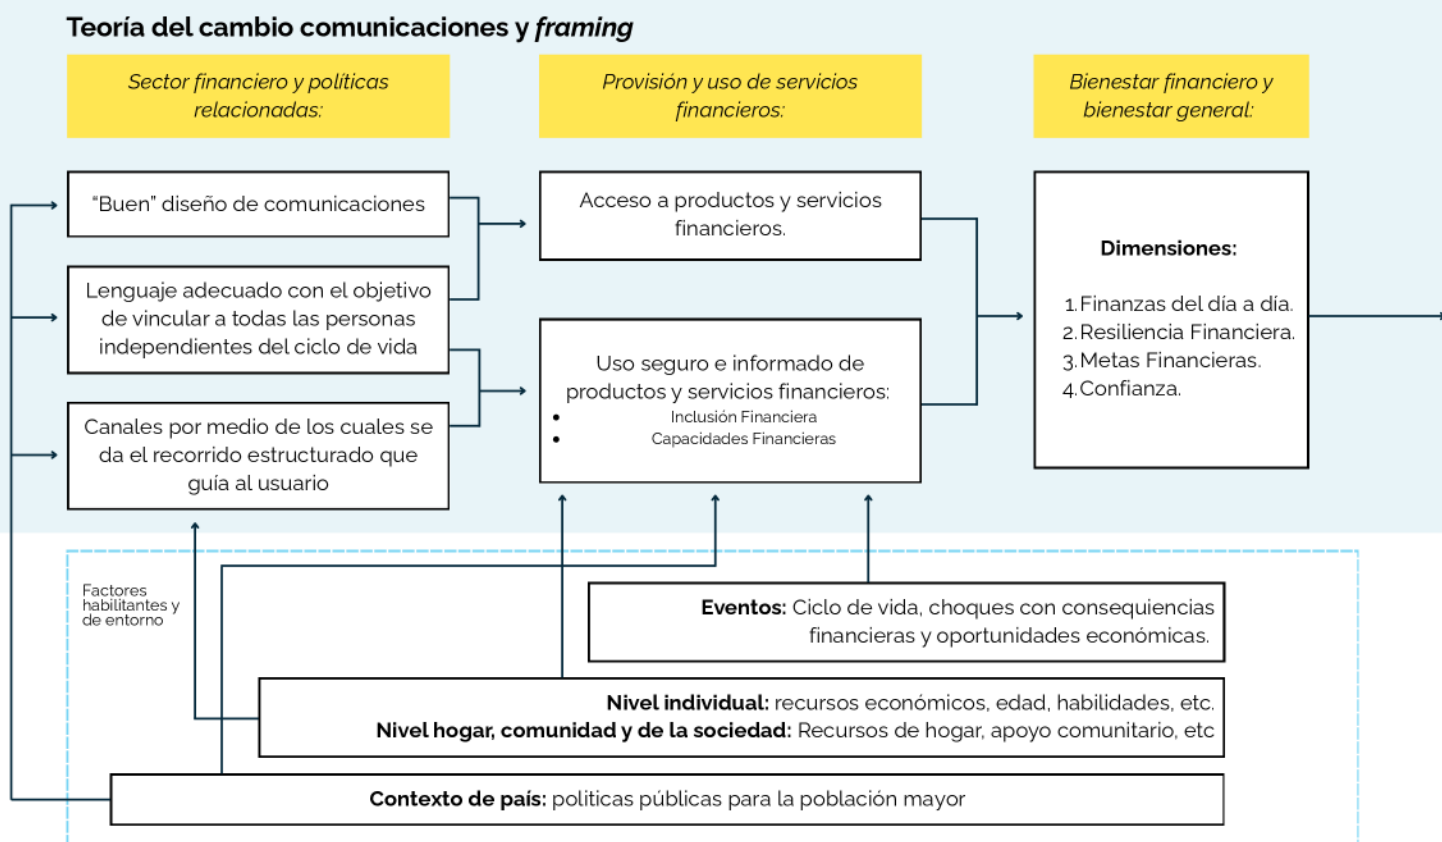 Teoría del cambio comunicaciones y framing
Sector financiero y políticas
relacionadas:
Provisión y uso de servicios
financieros:
Bienestar financiero y
bienestar general:
“Buen” diseño de comunicaciones
Lenguaje adecuado con el objetivo
de vincular a todas las personas
independientes del ciclo de vida
Canales por medio de los cuales se
da el recorrido estructurado que
guía al usuario
Acceso a productos y servicios
financieros.
Uso seguro e informado de
productos y servicios financieros:
• Inclusión Financiera
• Capacidades Financieras
Dimensiones:
1. Finanzas del día a día.
2. Resiliencia Financiera.
3. Metas Financieras.
4. Confianza.
Factores
habilitantes y
de entorno
Eventos: Ciclo de vida, choques con consequiencias
financieras y oportunidades económicas.
Nivel individual: recursos económicos, edad, habilidades, etc.
Nivel hogar, comunidad y de la sociedad: Recursos de hogar, apoyo comunitario, etc
Contexto de país: politicas públicas para la población mayor